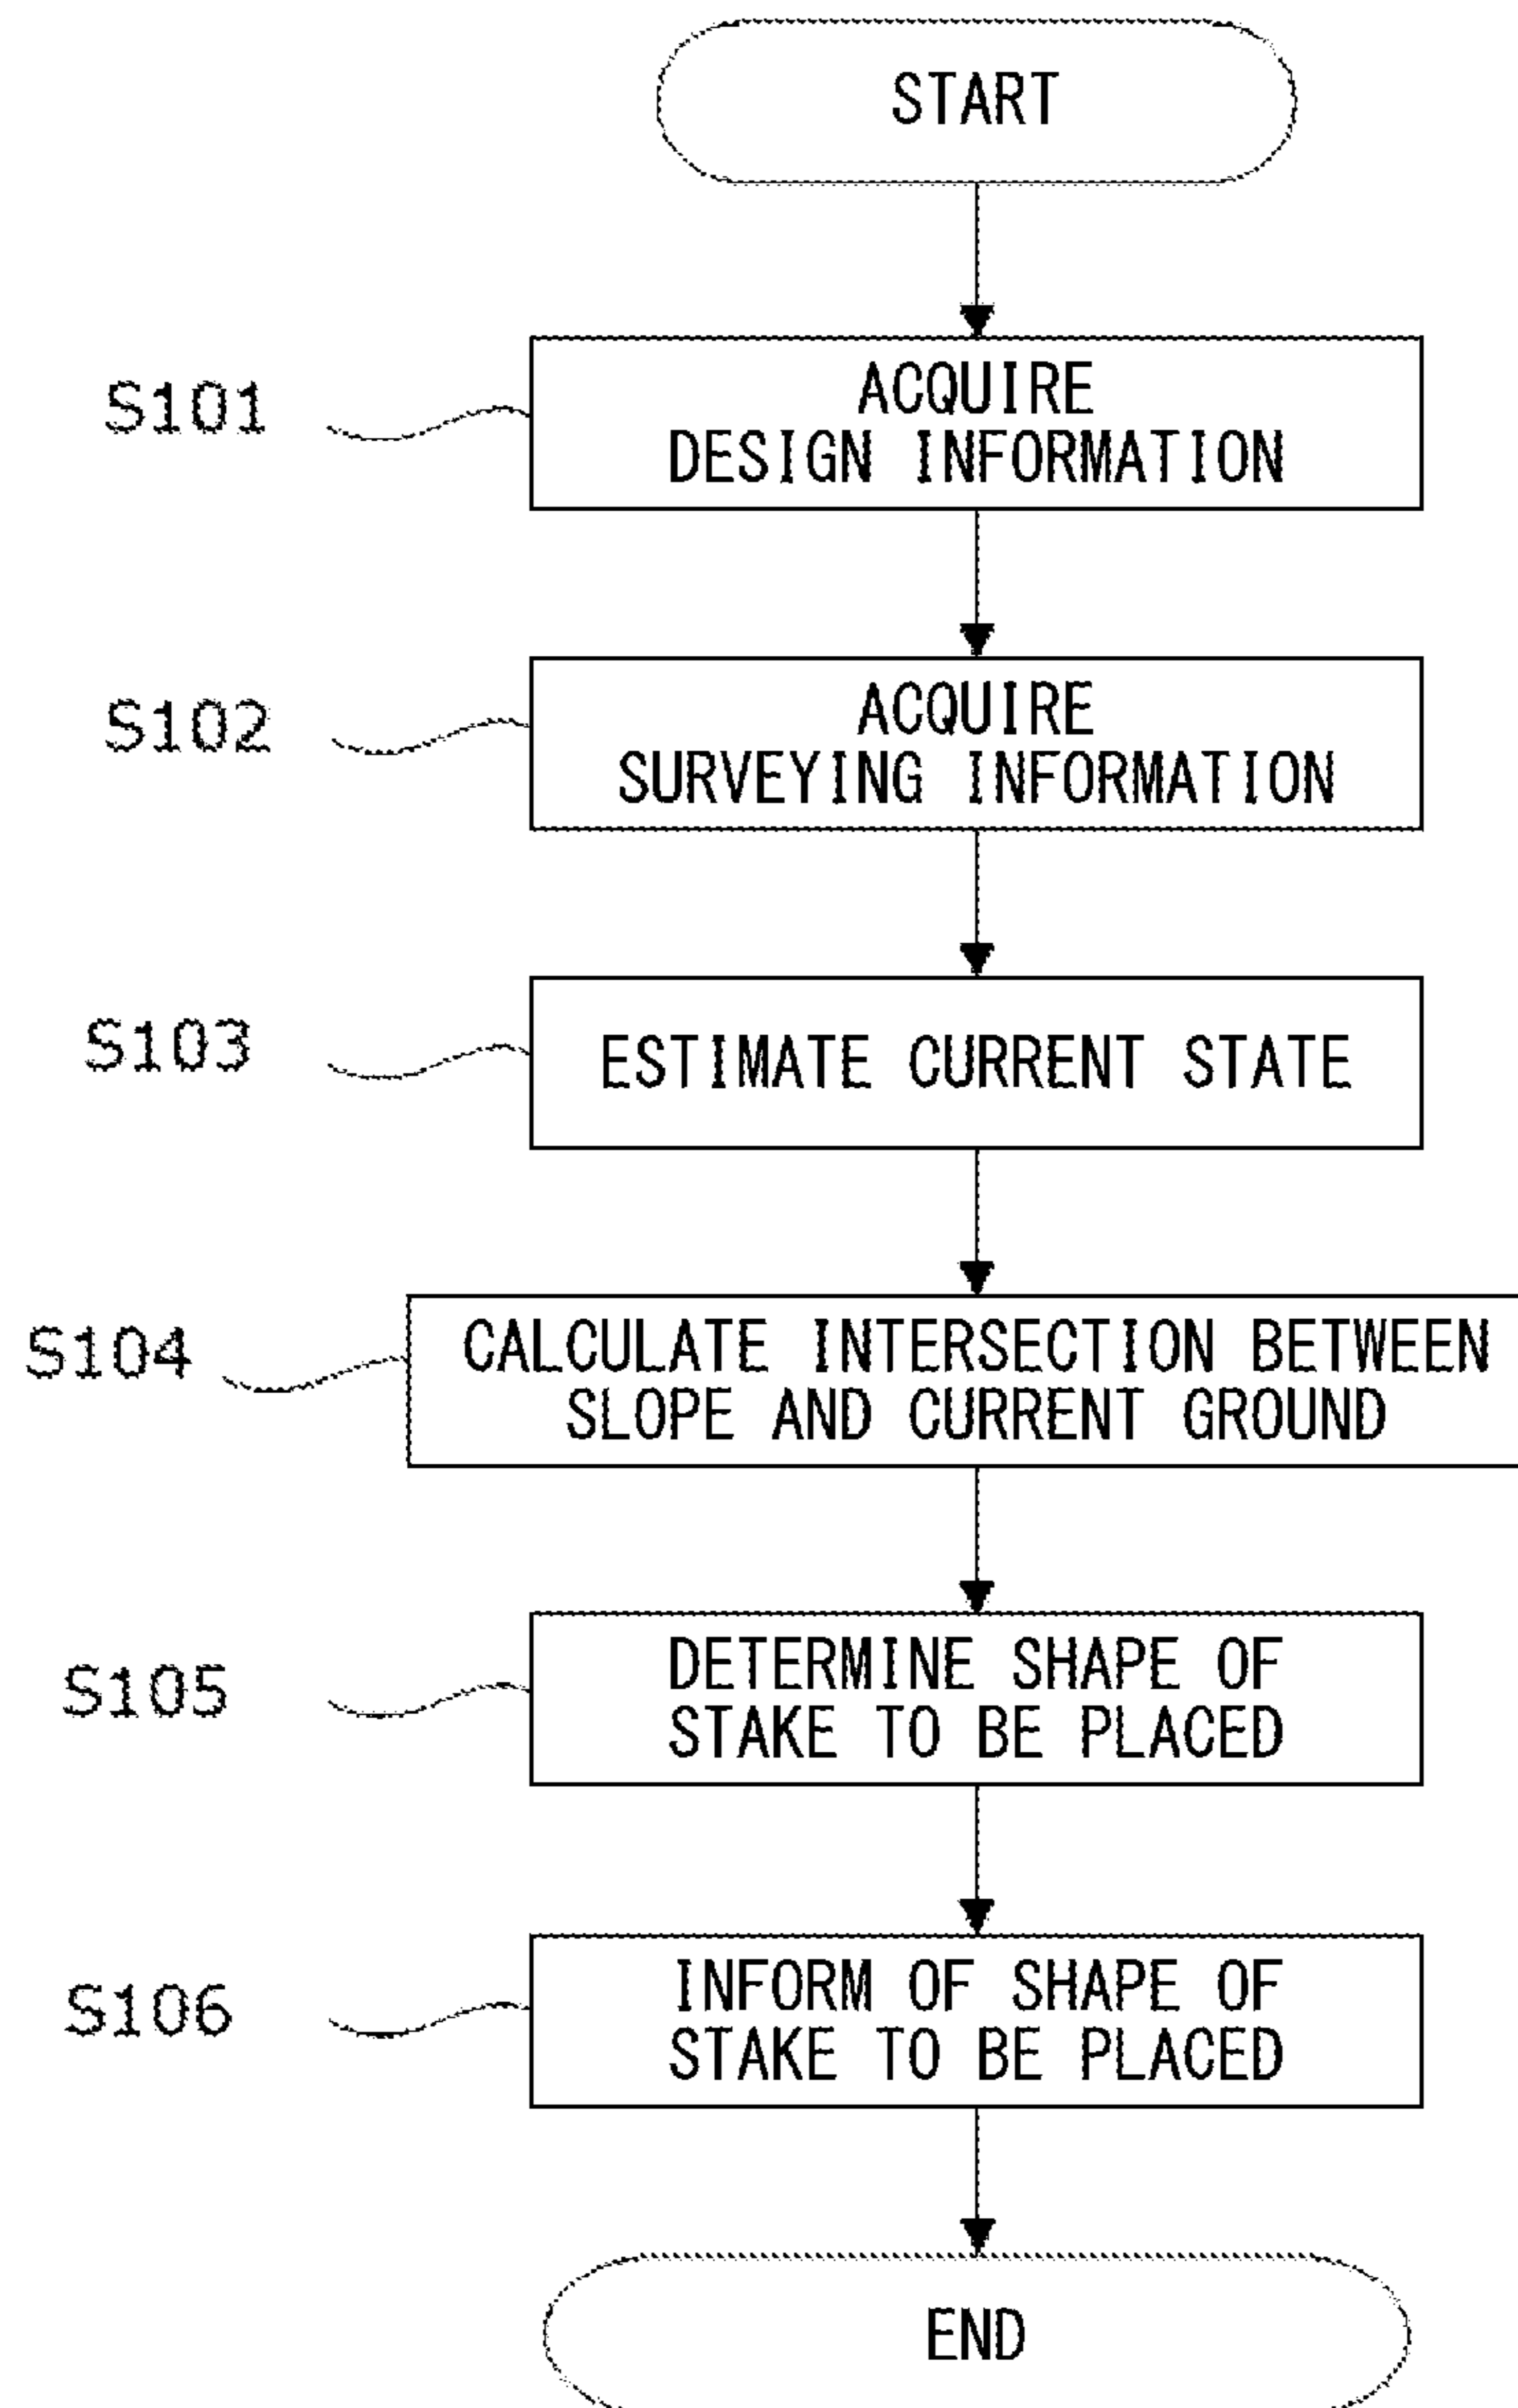 START
S101
ACQUIRE
DESIGN INFORMATION
S102
ACQUIRE
SURVEYING INFORMATION
S103
ESTIMATE CURRENT STATE
S104
CALCULATE INTERSECTION BETWEEN
SLOPE AND CURRENT GROUND
S105
DETERMINE SHAPE OF
STAKE TO BE PLACED
S106
INFORM OF SHAPE OF
STAKE TO BE PLACED
END